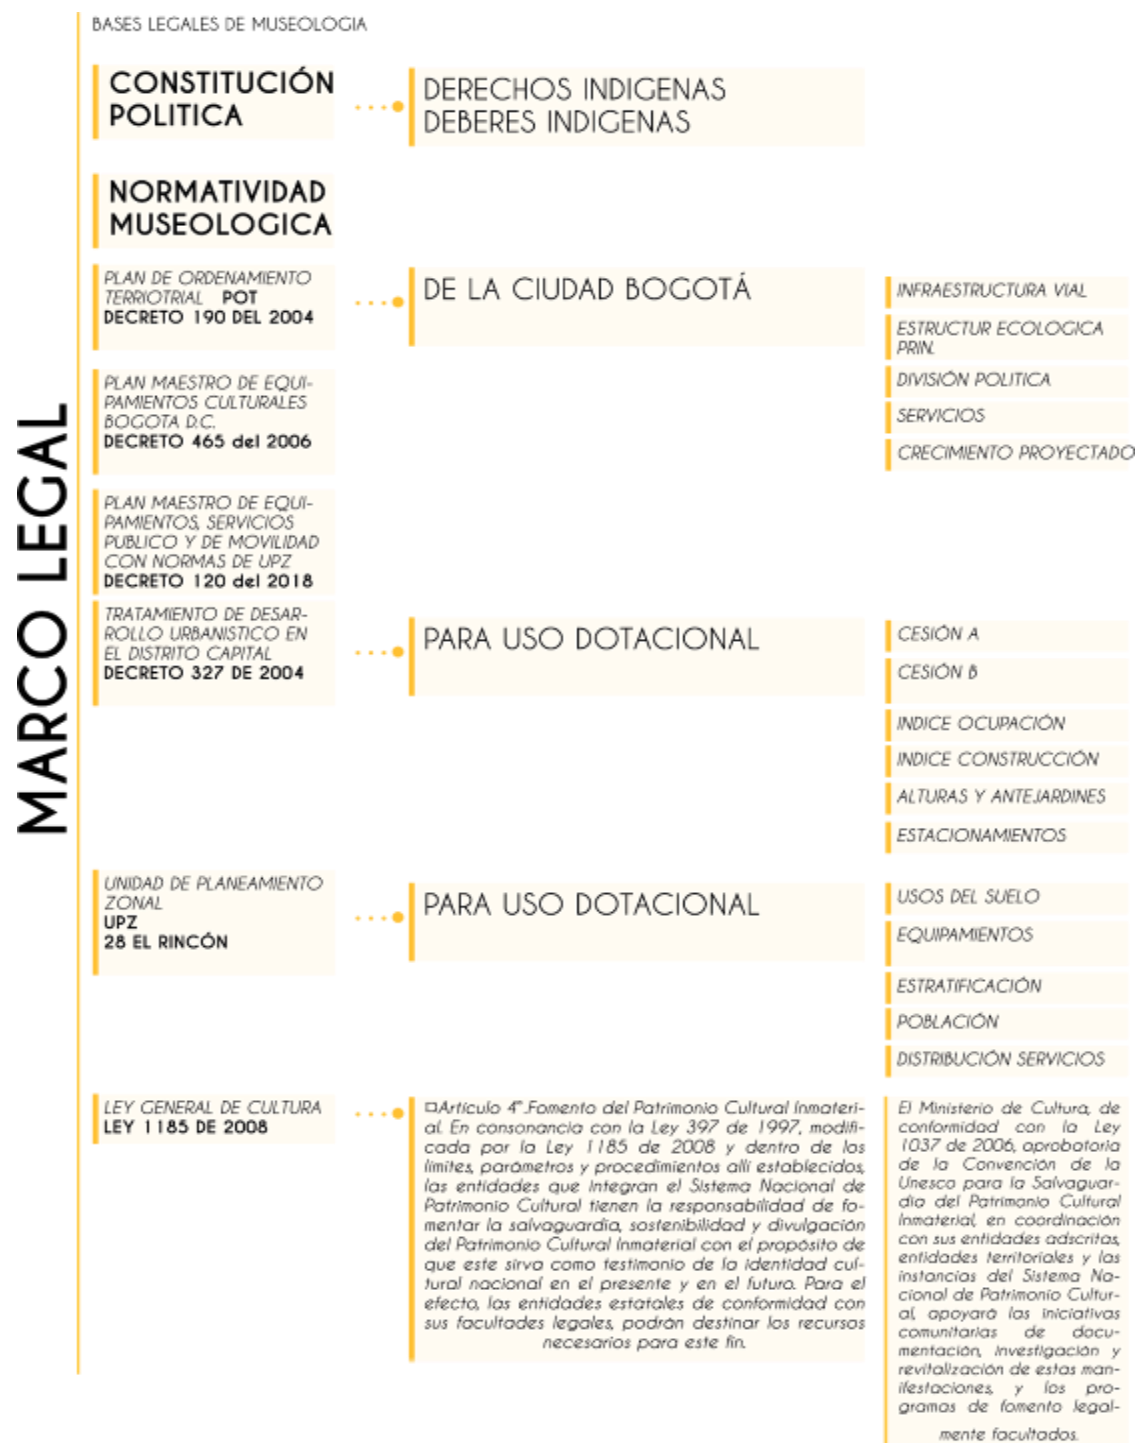 BASES LEGALES DE MUSEOLOGIA
MARCO LEGAL
CONSTITUCIÓN
POLITICA
DERECHOS INDIGENAS
DEBERES INDIGENAS
NORMATIVIDAD
MUSEOLOGICA
PLAN DE ORDENAMIENTO
TERRIOTRIAL POT
DECRETO 190 DEL 2004
DE LA CIUDAD BOGOTÁ
INFRAESTRUCTURA VIAL
ESTRUCTUR ECOLOGICA
PRIN.
DIVISIÓN POLITICA
SERVICIOS
CRECIMIENTO PROYECTADO
PLAN MAESTRO DE EQUI-
PAMIENTOS CULTURALES
BOGOTA D.C.
DECRETO 465 del 2006
PLAN MAESTRO DE EQUI-
PAMIENTOS, SERVICIOS
PUBLICO Y DE MOVILIDAD
CON NORMAS DE UPZ
DECRETO 120 del 2018
TRATAMIENTO DE DESAR-
ROLLO URBANISTICO EN
EL DISTRITO CAPITAL
DECRETO 327 DE 2004
PARA USO DOTACIONAL
CESIÓN A
CESIÓN B
INDICE OCUPACIÓN
INDICE CONSTRUCCIÓN
ALTURAS Y ANTEJARDINES
ESTACIONAMIENTOS
UNIDAD DE PLANEAMIENTO
ZONAL
UPZ
28 EL RINCÓN
PARA USO DOTACIONAL
USOS DEL SUELO
EQUIPAMIENTOS
ESTRATIFICACIÓN
POBLACIÓN
DISTRIBUCIÓN SERVICIOS
LEY GENERAL DE CULTURA
LEY 1185 DE 2008
□Artículo 4°.Fomento del Patrimonio Cultural Inmateri-
al. En consonancia con la Ley 397 de 1997, modifi-
cada por la Ley 1185 de 2008 y dentro de los
límites, parámetros y procedimientos allí establecidos,
las entidades que integran el Sistema Nacional de
Patrimonio Cultural tienen la responsabilidad de fo-
mentar la salvaguardia, sostenibilidad y divulgación
del Patrimonio Cultural Inmaterial con el propósito de
que este sirva como testimonio de la identidad cul-
tural nacional en el presente y en el futuro. Para el
efecto, las entidades estatales de conformidad con
sus facultades legales, podrán destinar los recursos
necesarios para este fin.
El Ministerio de Cultura, de
conformidad con la Ley
1037 de 2006, aprobatoria
de la Convención de la
Unesco para la Salvaguar-
dia del Patrimonio Cultural
Inmaterial, en coordinación
con sus entidades adscritas,
entidades territoriales y las
instancias del Sistema Na-
cional de Patrimonio Cultur-
al, apoyará las iniciativas
comunitarias de docu-
mentación, investigación y
revitalización de estas man-
ifestaciones, y los pro-
gramas de fomento legal-
mente facultados.